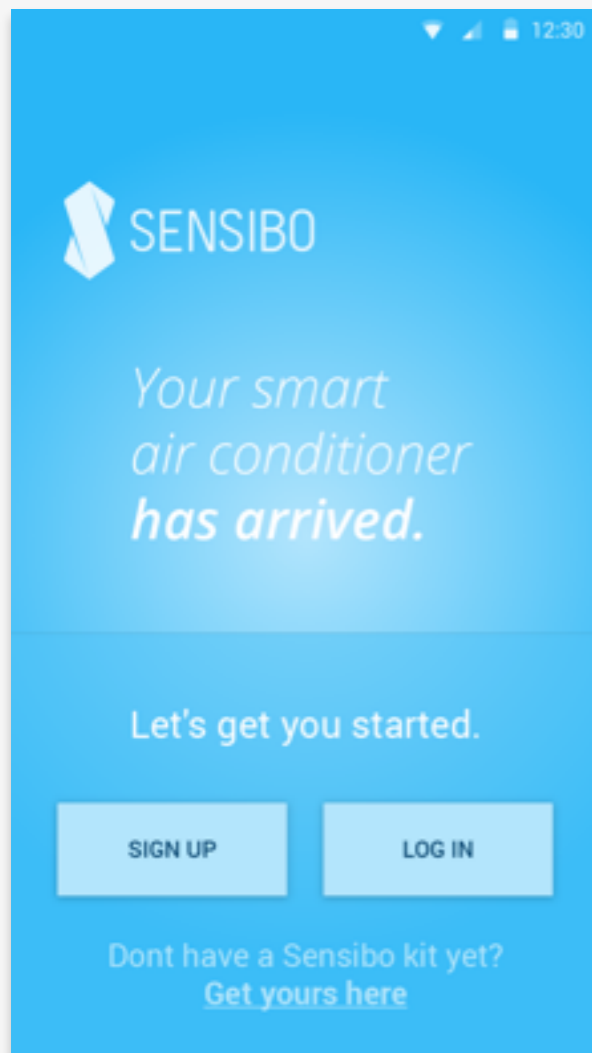 12:30
SENSIBO
Your smart
air conditioner
has arrived.
Let's get you started.
SIGN UP
LOG IN
Dont have a Sensibo kit yet?
Get yours here